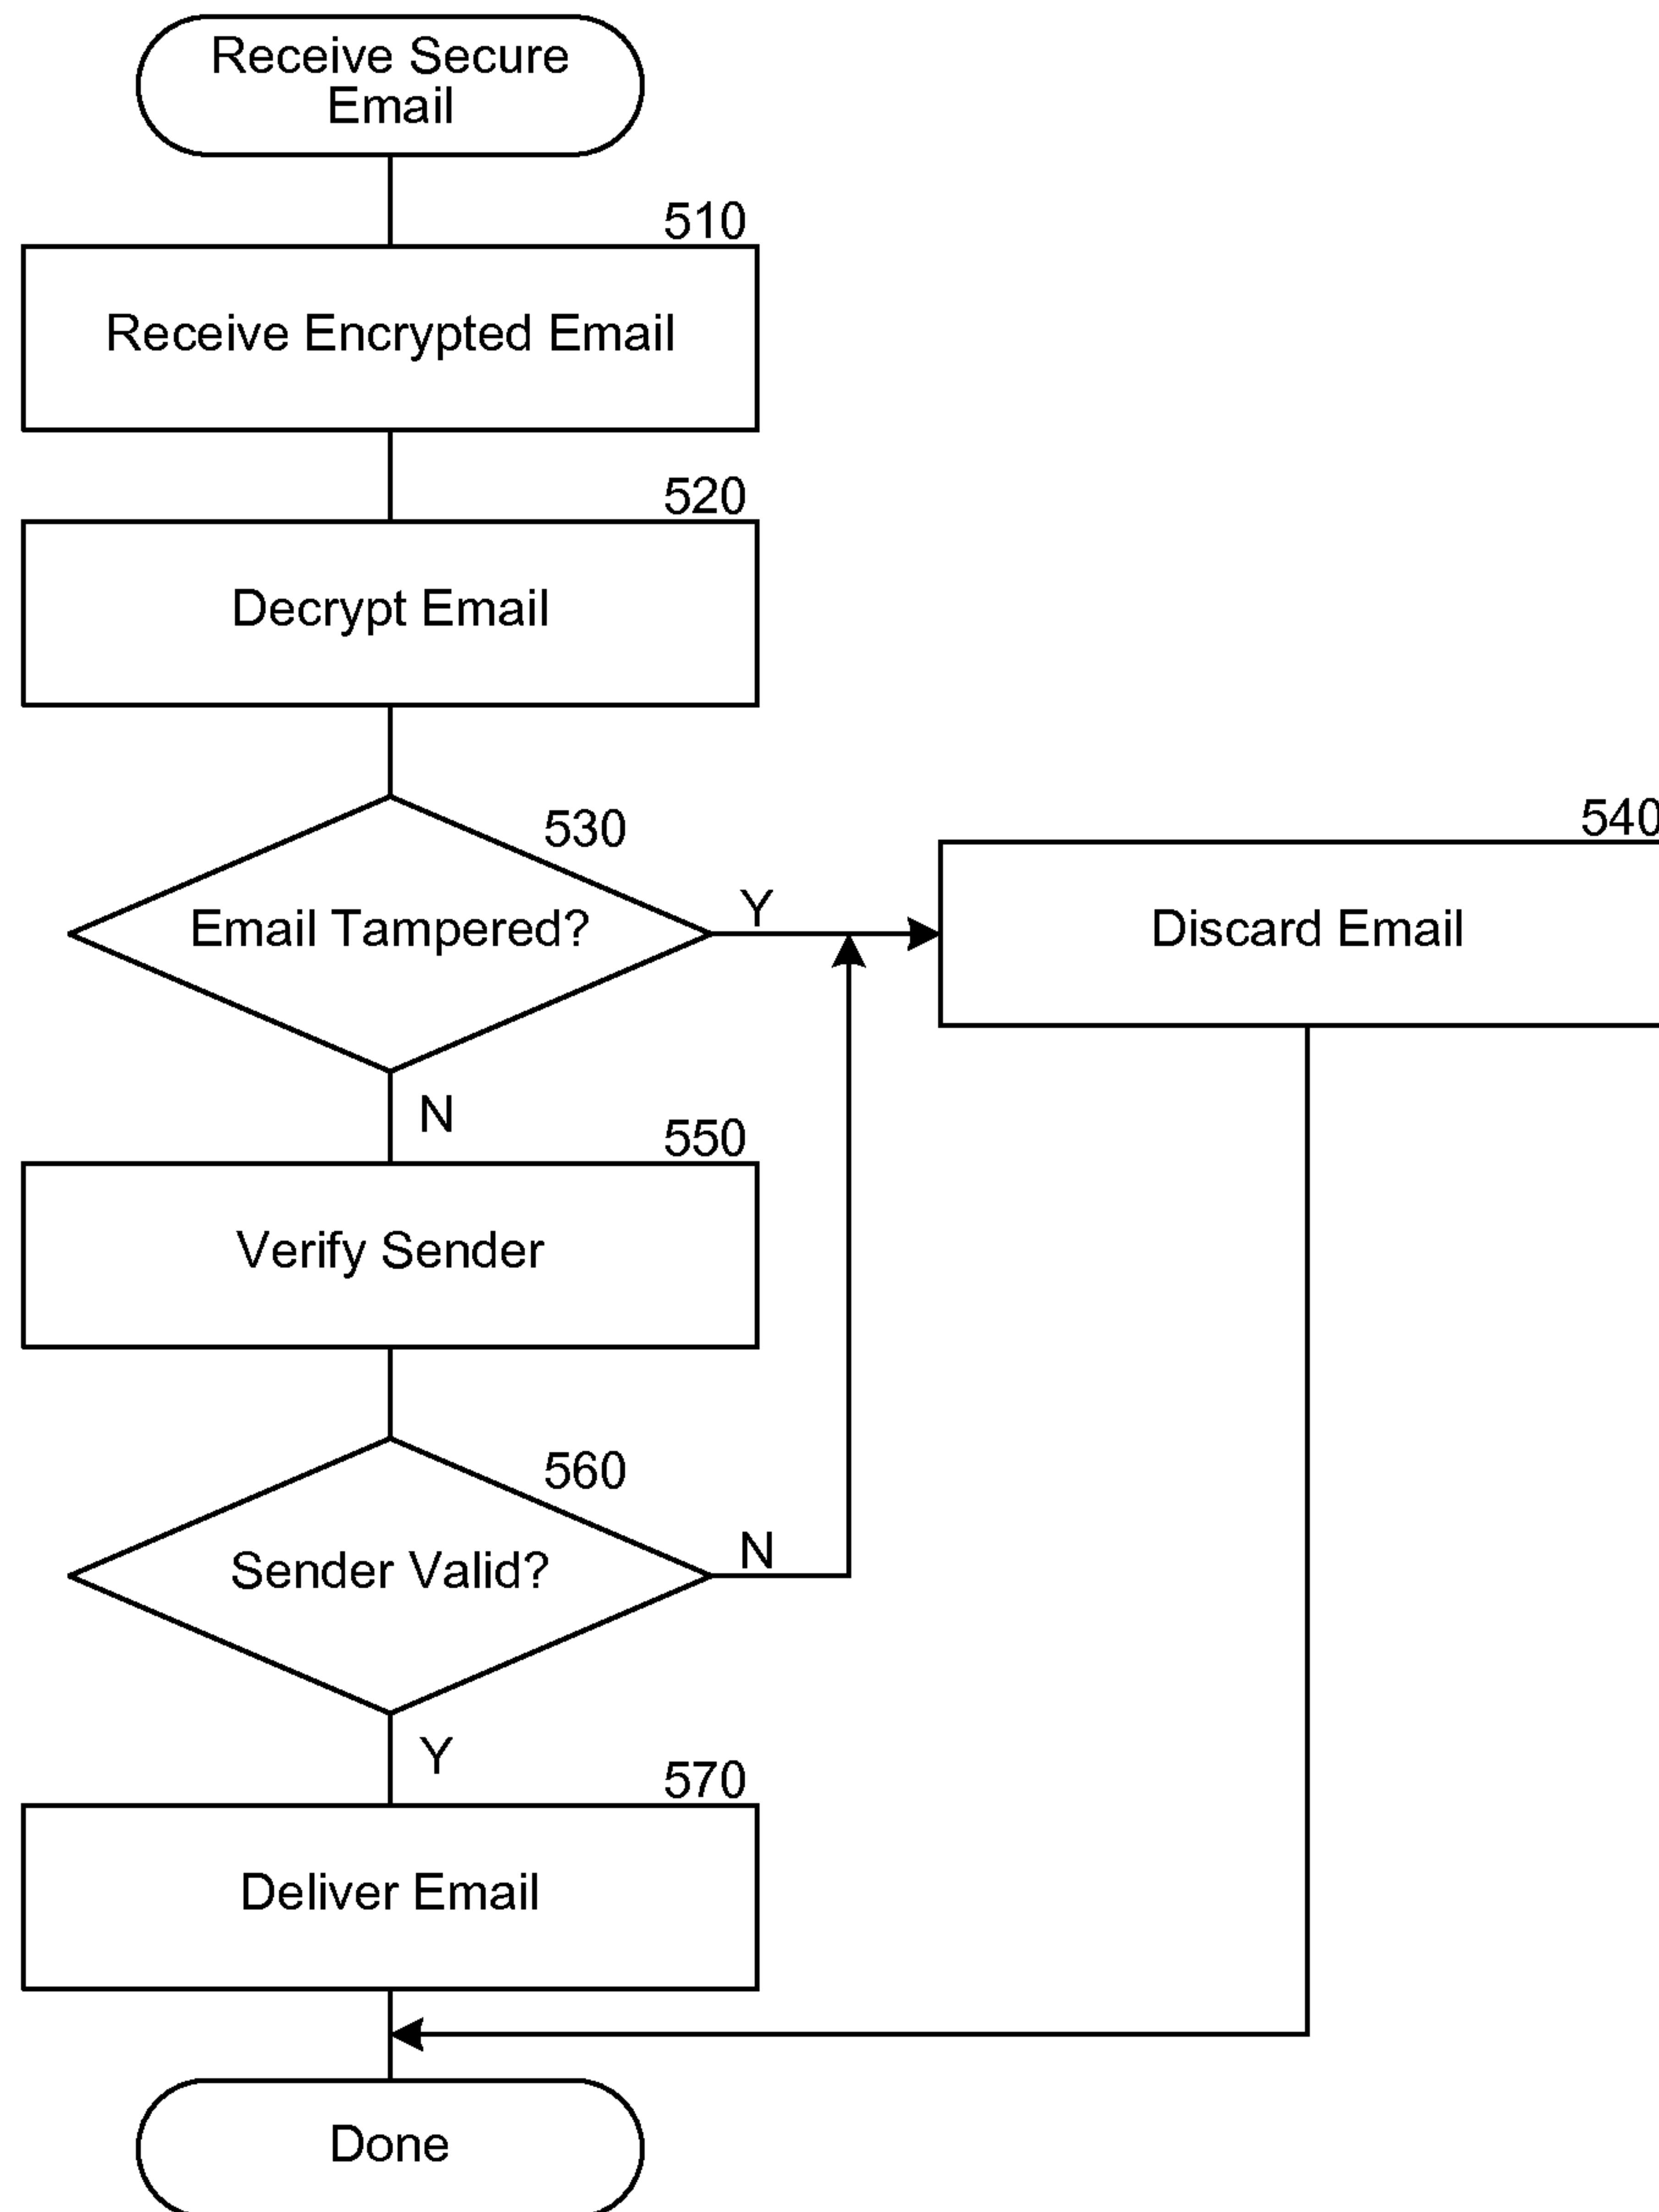 Receive Secure
Email
510
Receive Encrypted Email
520
Decrypt Email
530
Email Tampered?
Y
540
Discard Email
N
550
Verify Sender
560
Sender Valid?
N
Y
570
Deliver Email
Done